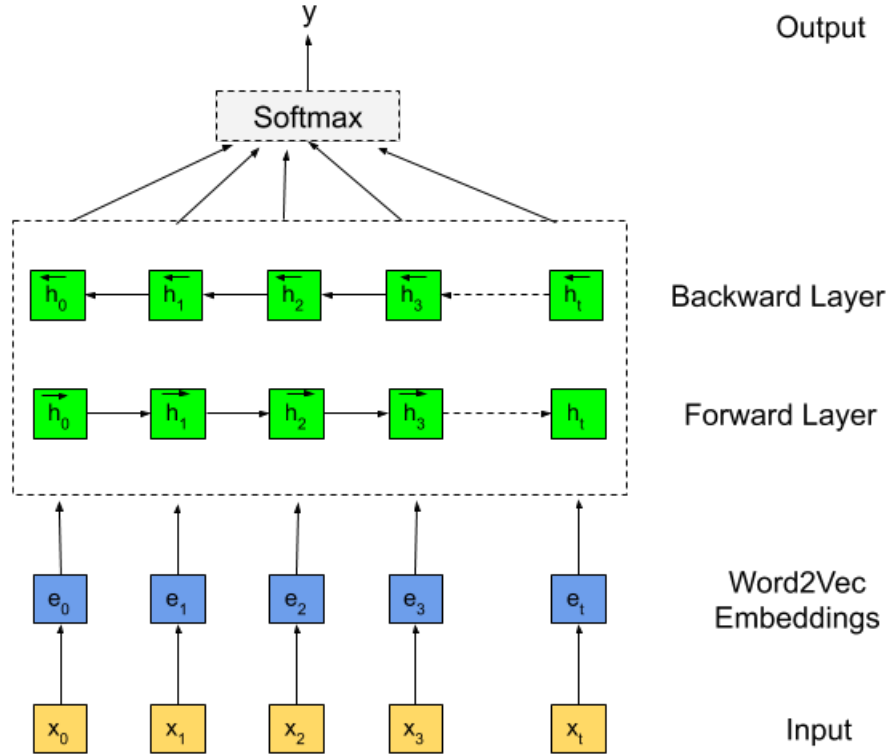 y Output
Softmax
h₀ h₁ h₂ h₃ hₜ Backward Layer
h₀ h₁ h₂ h₃ hₜ Forward Layer
e₀ e₁ e₂ e₃ eₜ Word2Vec
Embeddings
x₀ x₁ x₂ x₃ xₜ Input